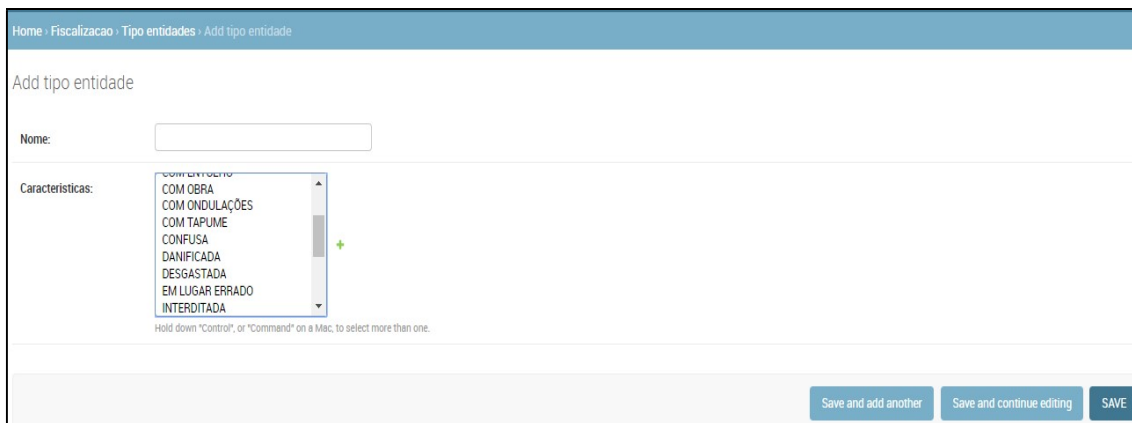 Home › Fiscalizacao › Tipo entidades › Add tipo entidade
Add tipo entidade
Nome:
Caracteristicas:
COM ENTULHO
COM OBRA
COM ONDULAÇÕES
COM TAPUME
CONFUSA
DANIFICADA
DESGASTADA
EM LUGAR ERRADO
INTERDITADA
Hold down "Control", or "Command" on a Mac, to select more than one.
Save and add another
Save and continue editing
SAVE